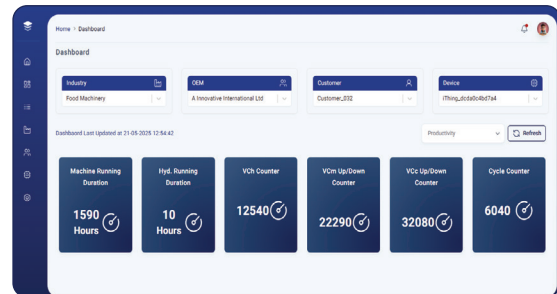 Home > Dashboard
Dashboard
Industry
Food Machinery
OEM
A Innovative International Ltd
Customer
Customer_032
Device
iThing_dcda0c4bd7a4
Dashboard Last Updated at 21-05-2025 12:54:42
Productivity
Refresh
Machine Running
Duration
1590
Hours
Hyd. Running
Duration
10
Hours
VCh Counter
12540
VCm Up/Down
Counter
22290
VCc Up/Down
Counter
32080
Cycle Counter
6040